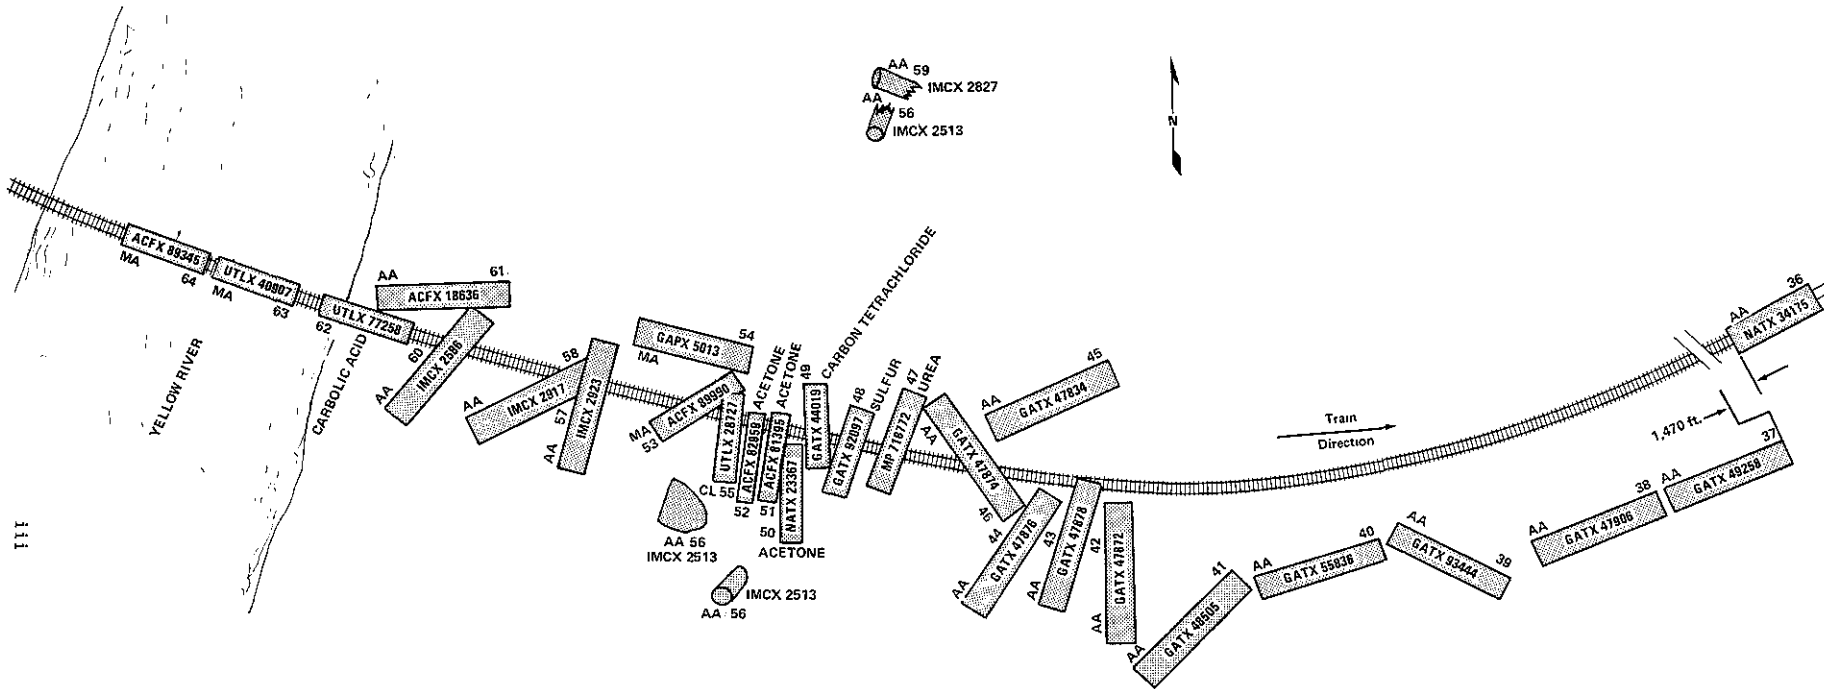 AA 59
IMCX 2827
AA
56
IMCX 2513
N
ACFX 89345
MA
64
UTLX 40907
MA
63
62
UTLX 77258
YELLOW RIVER
CARBOLIC ACID
AA
61
ACFX 18636
60
IMCX 2586
AA
58
IMCX 2917
AA
57
IMCX 2923
AA
54
GAPX 5013
MA
ACFX 89990
MA
53
UTLX 28727
CL 55
ACETONE
ACFX 82958
52
ACETONE
ACFX 81395
51
NATX 23367
50
ACETONE
AA 56
IMCX 2513
IMCX 2513
AA 56
49
CARBON TETRACHLORIDE
GATX 44019
48
SULFUR
GATX 92097
47
UREA
MP 716772
AA
GATX 47874
46
45
AA
GATX 47834
44
GATX 47876
AA
43
GATX 47878
AA
42
GATX 47872
AA
41
GATX 48505
AA
AA
40
GATX 55836
AA
39
GATX 93444
38
AA
GATX 47906
37
AA
GATX 49258
36
AA
NATX 34175
1,470 ft.
Train
Direction
iii